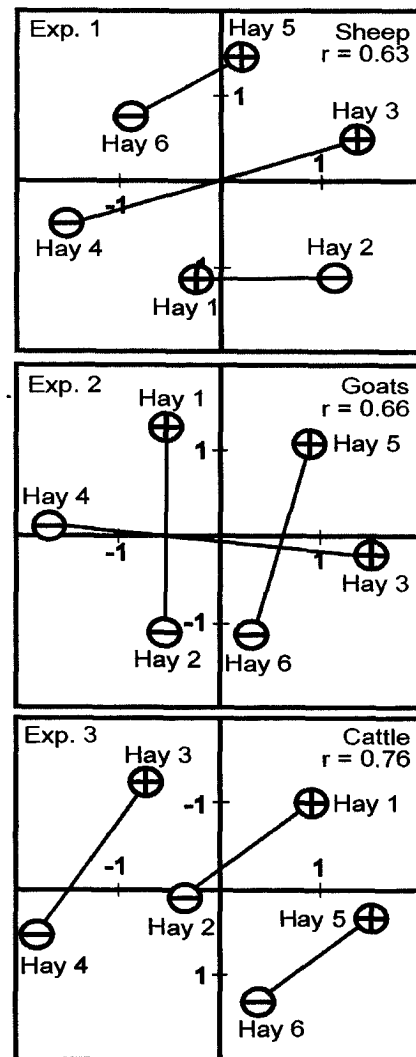 Exp. 1
Hay 5
Sheep
r = 0.63
1
Hay 6
Hay 3
1
-1
Hay 4
Hay 2
Hay 1
Exp. 2
Hay 1
Goats
r = 0.66
1
Hay 5
Hay 4
-1
1
Hay 3
-1
Hay 2
Hay 6
Exp. 3
Hay 3
Cattle
r = 0.76
-1
Hay 1
-1
1
Hay 2
Hay 5
Hay 4
1
Hay 6